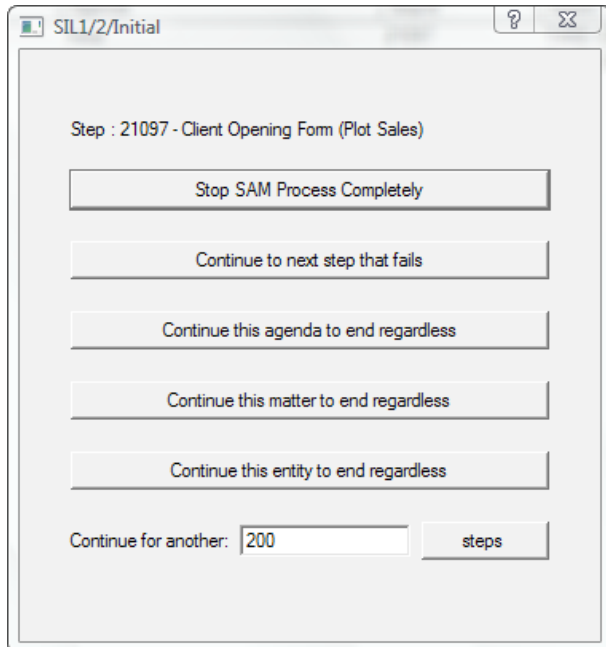 SIL1/2/Initial
Step : 21097 - Client Opening Form (Plot Sales)
Stop SAM Process Completely
Continue to next step that fails
Continue this agenda to end regardless
Continue this matter to end regardless
Continue this entity to end regardless
Continue for another: 200 steps